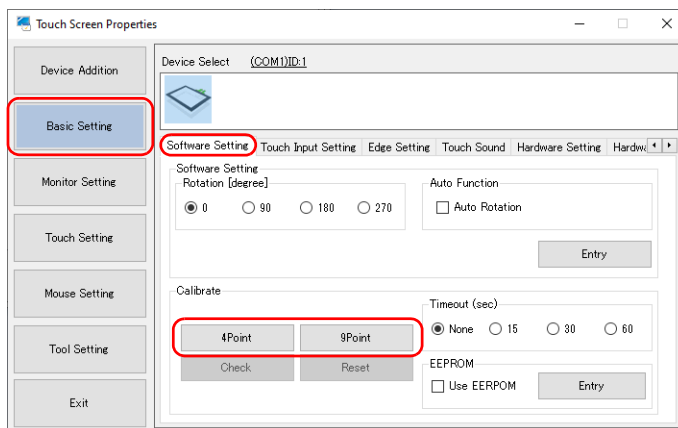 Touch Screen Properties
Device Addition
Basic Setting
Monitor Setting
Touch Setting
Mouse Setting
Tool Setting
Exit
Device Select (COM1)ID:1
Software Setting Touch Input Setting Edge Setting Touch Sound Hardware Setting Hardw
Software Setting
Rotation [degree]
0 90 180 270
Auto Function
Auto Rotation
Entry
Calibrate
4Point 9Point
Check Reset
Timeout (sec)
None 15 30 60
EEPROM
Use EERPOM Entry